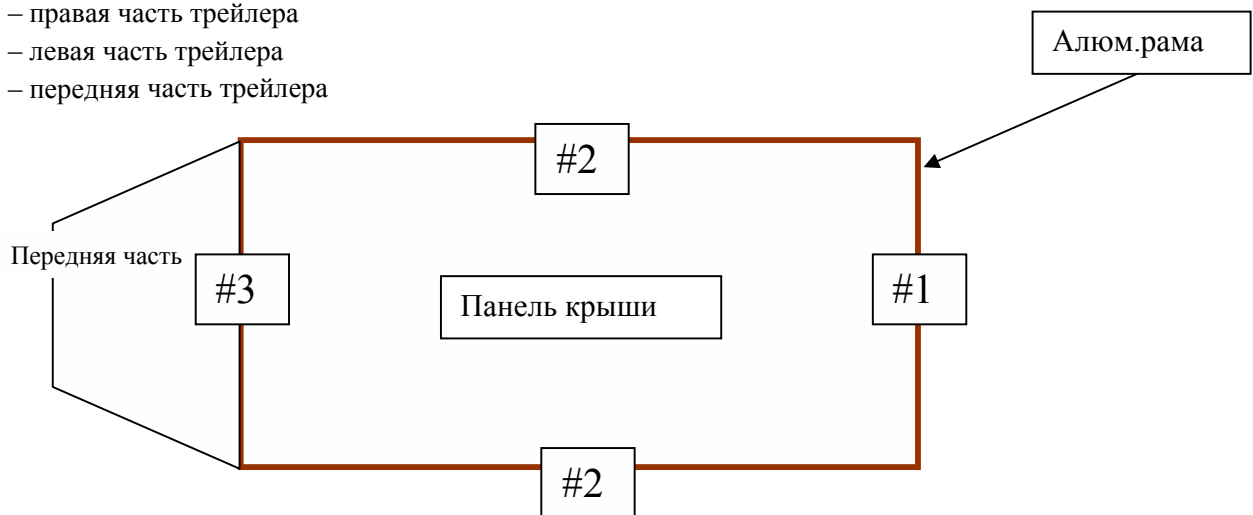 – правая часть трейлера
– левая часть трейлера
– передняя часть трейлера
Алюм.рама
#2
Передняя часть
#3
Панель крыши
#1
#2